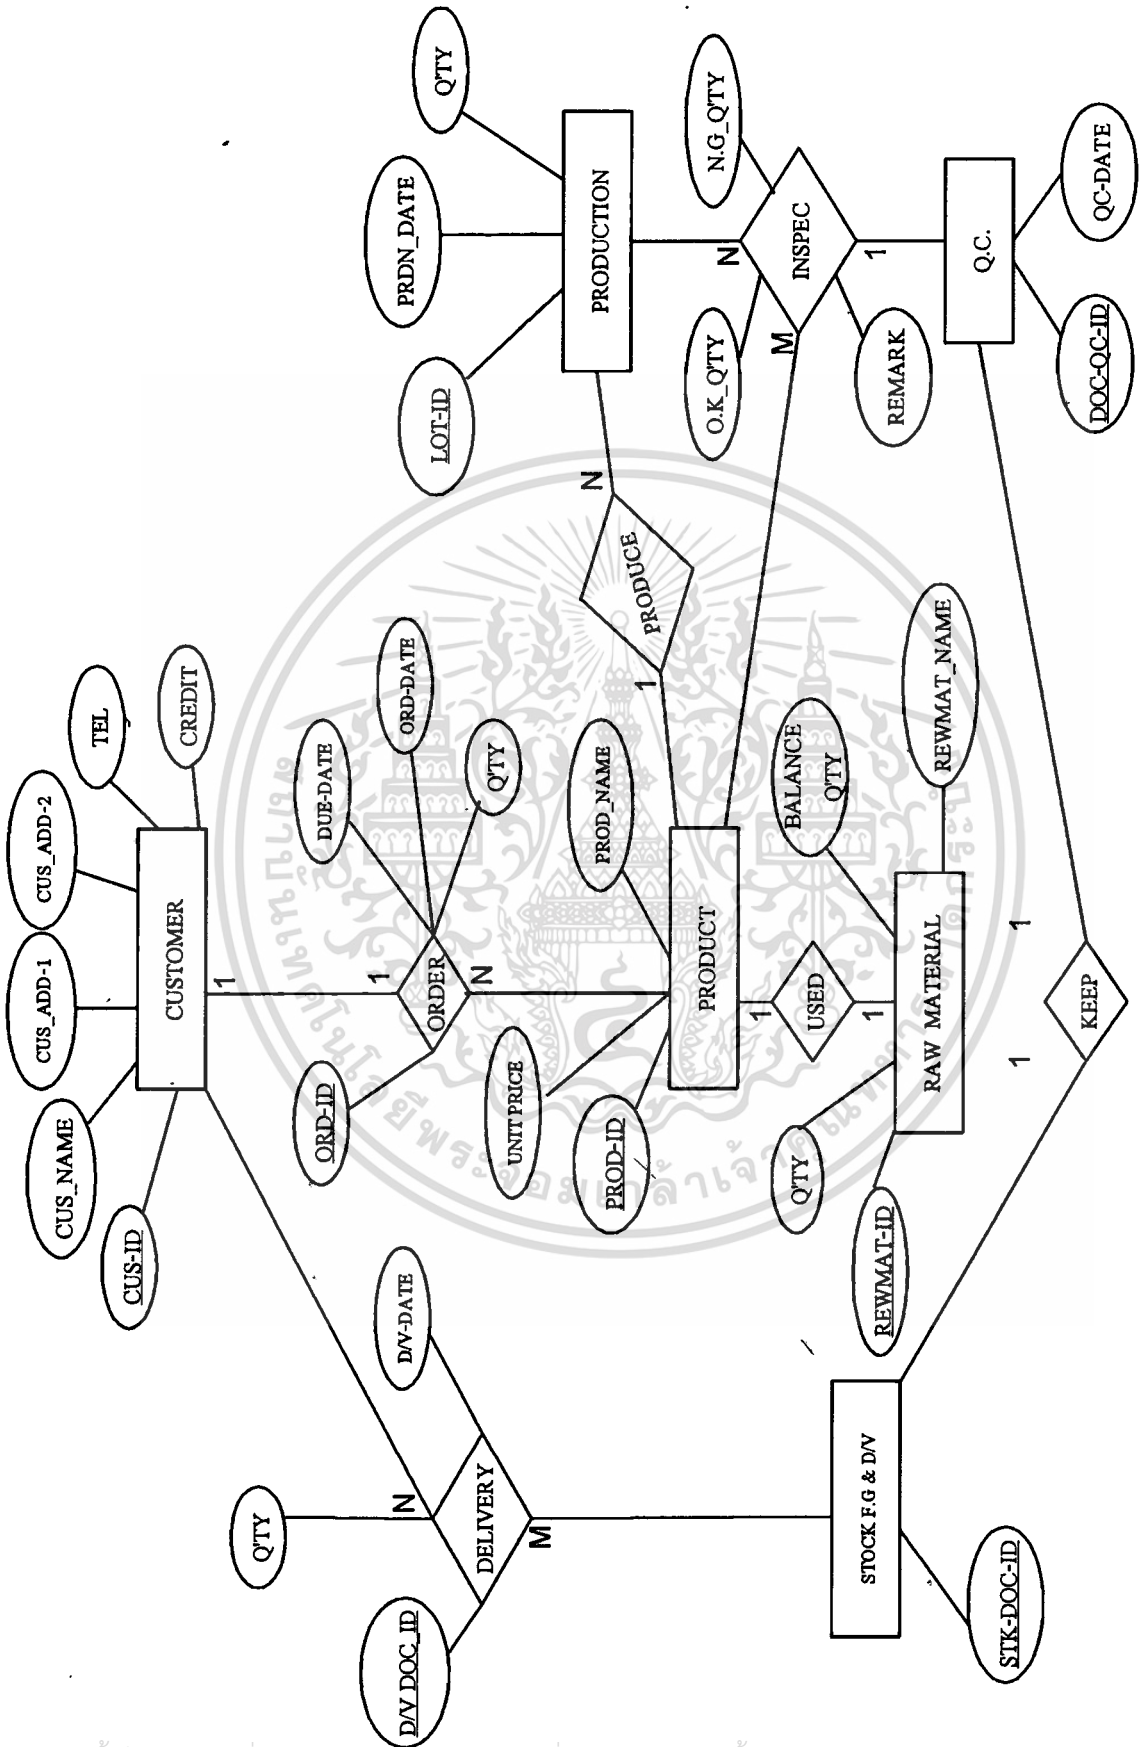 CUS-ID
CUS_NAME
CUS_ADD-1
CUS_ADD-2
TEL
CREDIT
CUSTOMER
1
1
ORDER
N
ORD-ID
DUE-DATE
ORD-DATE
Q'TY
Q'TY
D/V DOC_ID
D/V-DATE
N
DELIVERY
M
STOCK F.G & D/V
STK-DOC-ID
UNIT PRICE
PROD-ID
PROD_NAME
PRODUCT
1
PRODUCE
N
LOT-ID
PRDN_DATE
Q'TY
PRODUCTION
N
M
INSPEC
1
O.K_Q'TY
N.G_Q'TY
REMARK
Q.C.
DOC-QC-ID
QC-DATE
1
USED
1
RAW MATERIAL
Q'TY
REWMAT-ID
BALANCE
Q'TY
REWMAT_NAME
1
1
KEEP